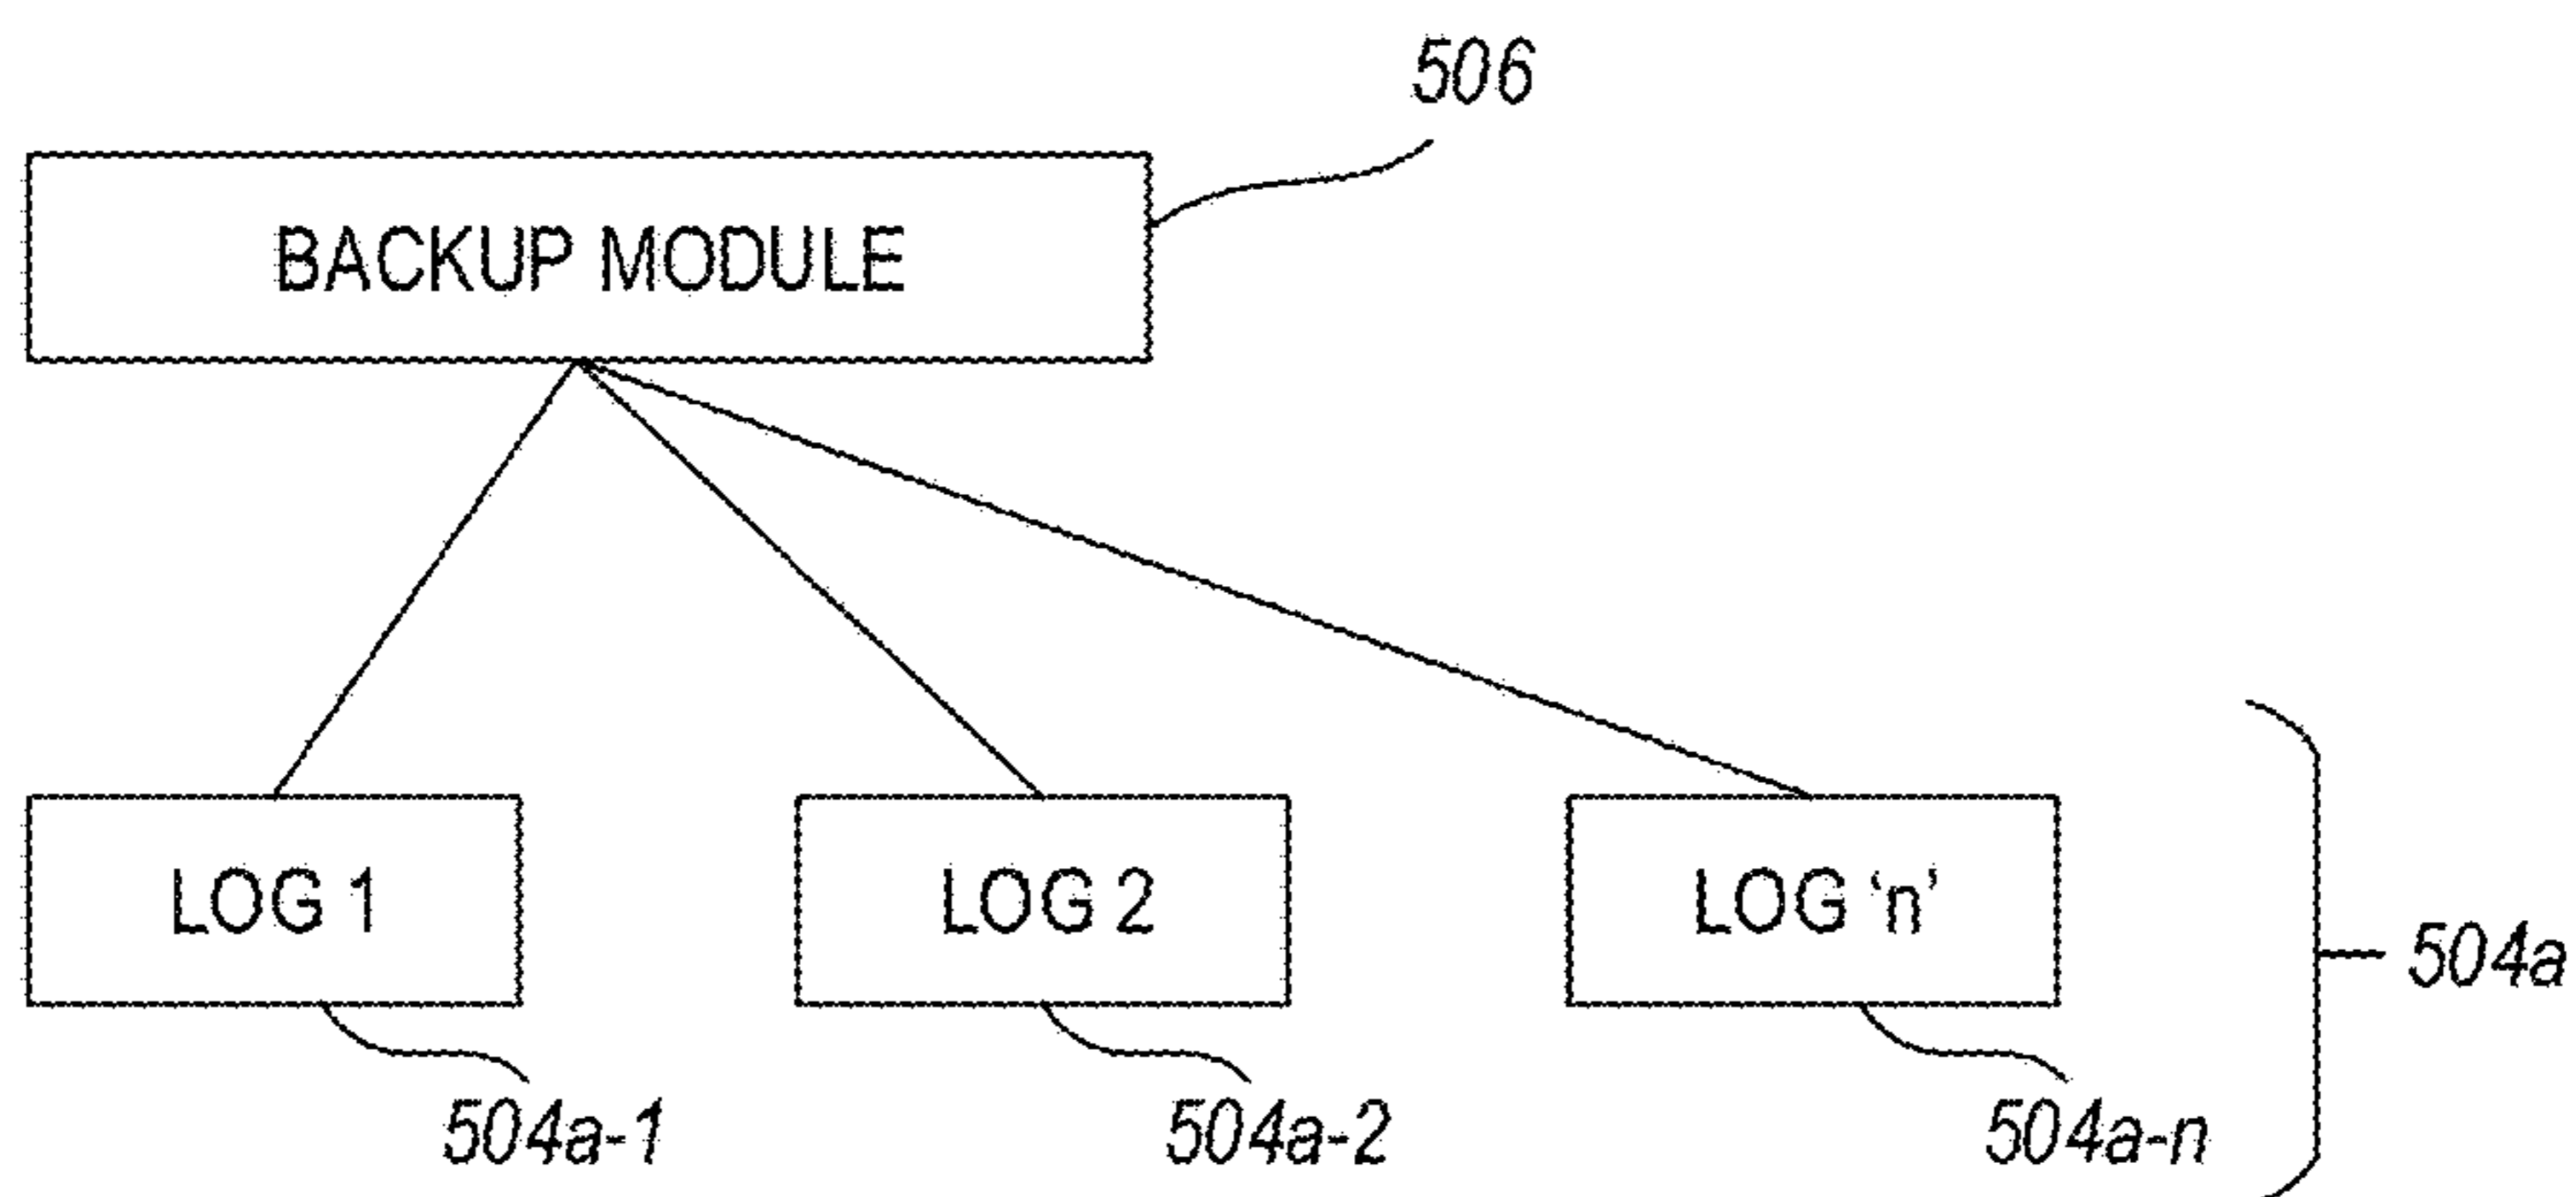 506
BACKUP MODULE
LOG 1
LOG 2
LOG ‘n’
504a
504a-1
504a-2
504a-n